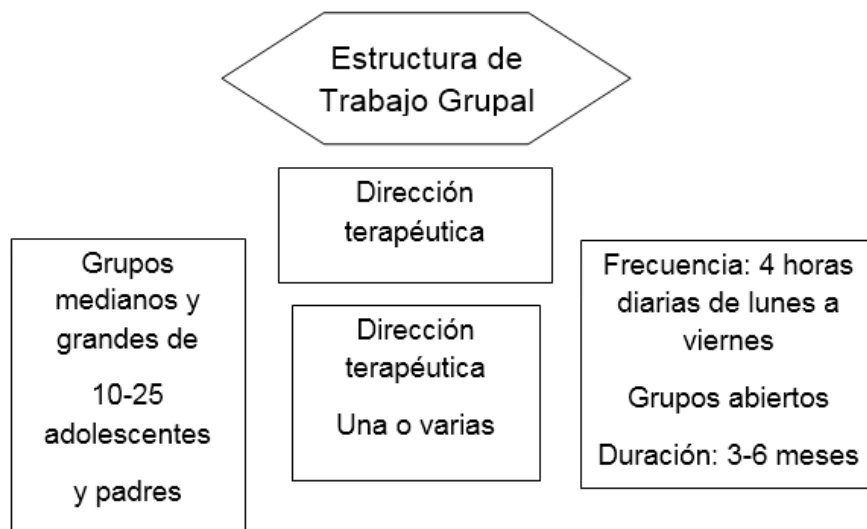 Estructura de
Trabajo Grupal
Dirección
terapéutica
Grupos
medianos y
grandes de
10-25
adolescentes
y padres
Dirección
terapéutica
Una o varias
Frecuencia: 4 horas
diarias de lunes a
viernes
Grupos abiertos
Duración: 3-6 meses